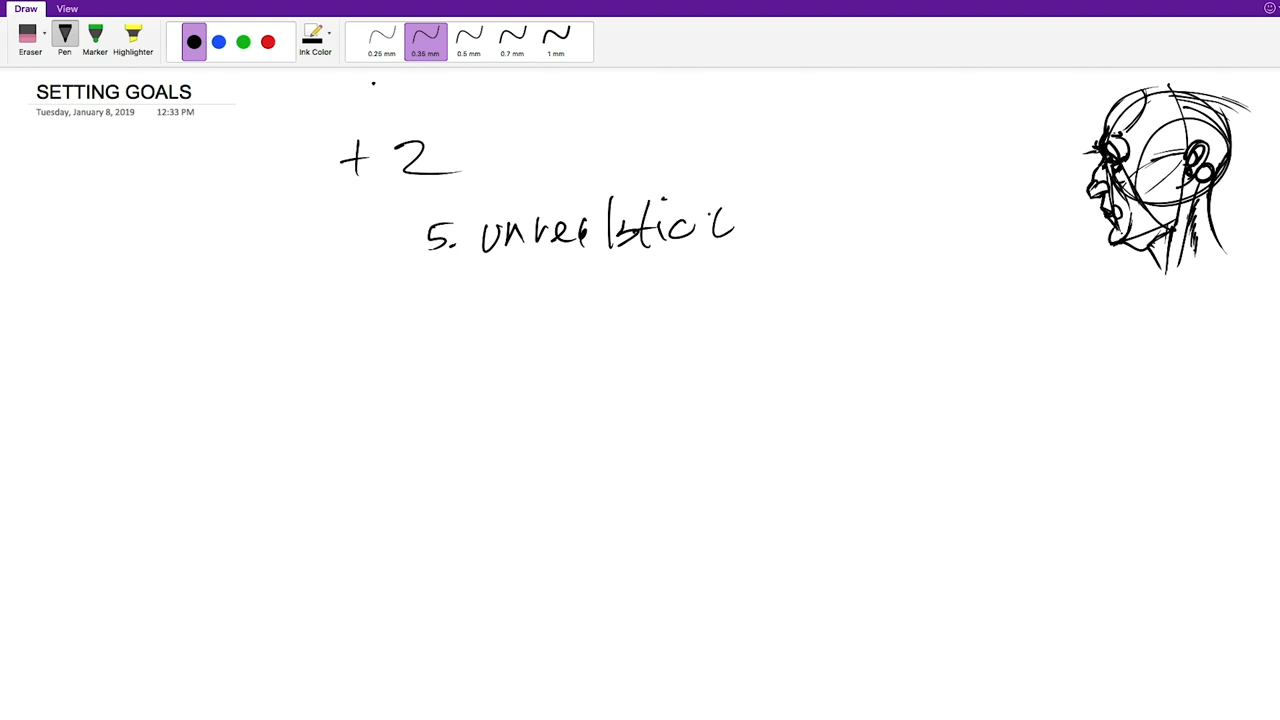 Draw View
Eraser Pen Marker Highlighter Ink Color 0.25 mm 0.35 mm 0.5 mm 0.7 mm 1 mm
SETTING GOALS
Tuesday, January 8, 2019 12:33 PM
+ 2
5. unrealstic i